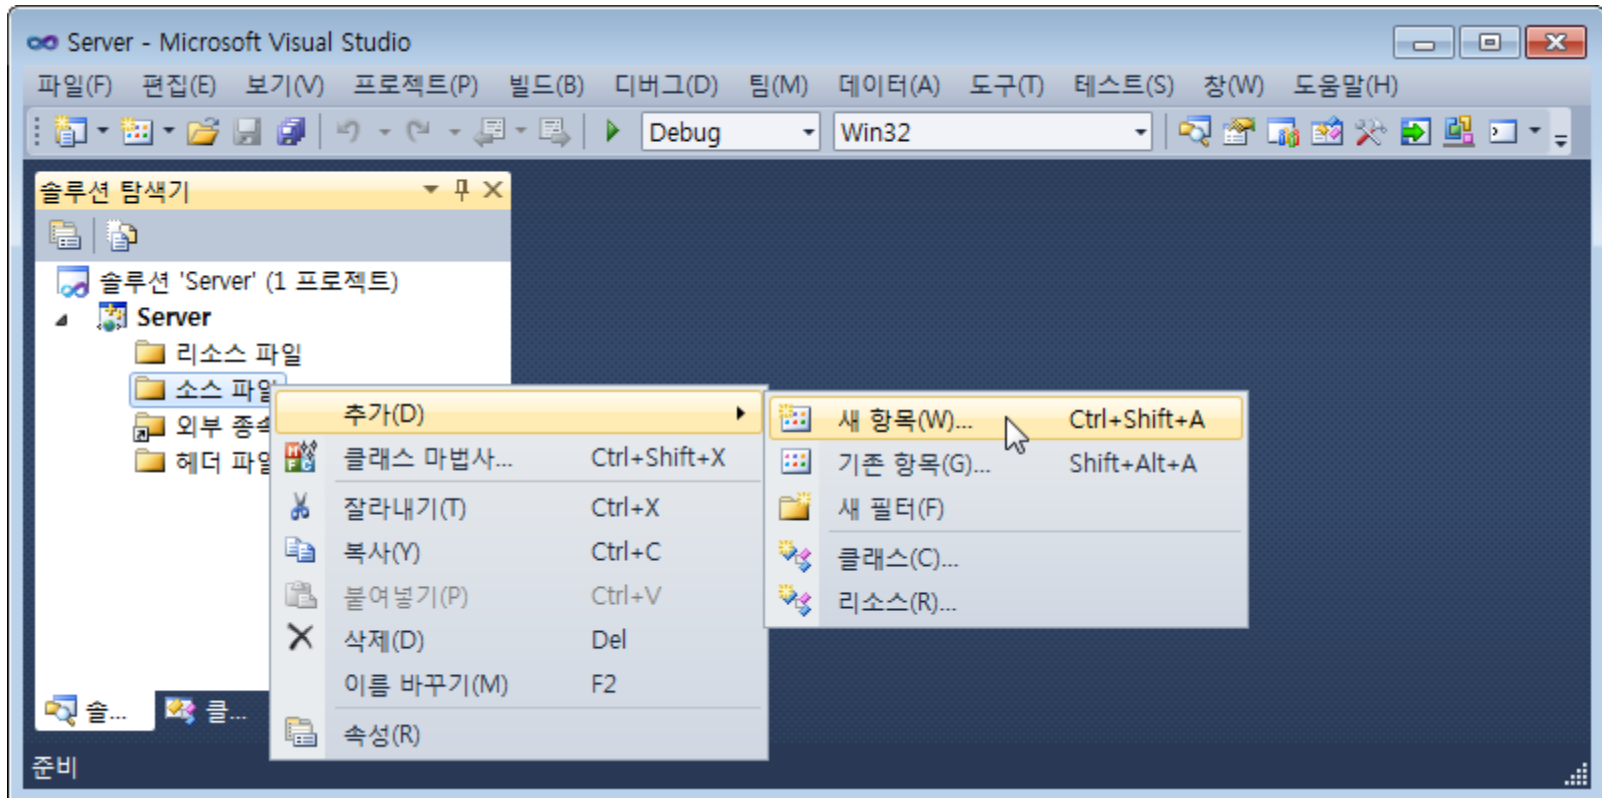 Server - Microsoft Visual Studio
파일(F) 편집(E) 보기(V) 프로젝트(P) 빌드(B) 디버그(D) 팀(M) 데이터(A) 도구(T) 테스트(S) 창(W) 도움말(H)
Debug Win32
솔루션 탐색기
솔루션 'Server' (1 프로젝트)
Server
리소스 파일
소스 파일
외부 종속
헤더 파일
추가(D)
클래스 마법사... Ctrl+Shift+X
잘라내기(T) Ctrl+X
복사(Y) Ctrl+C
붙여넣기(P) Ctrl+V
삭제(D) Del
이름 바꾸기(M) F2
속성(R)
새 항목(W)... Ctrl+Shift+A
기존 항목(G)... Shift+Alt+A
새 필터(F)
클래스(C)...
리소스(R)...
솔... 클...
준비